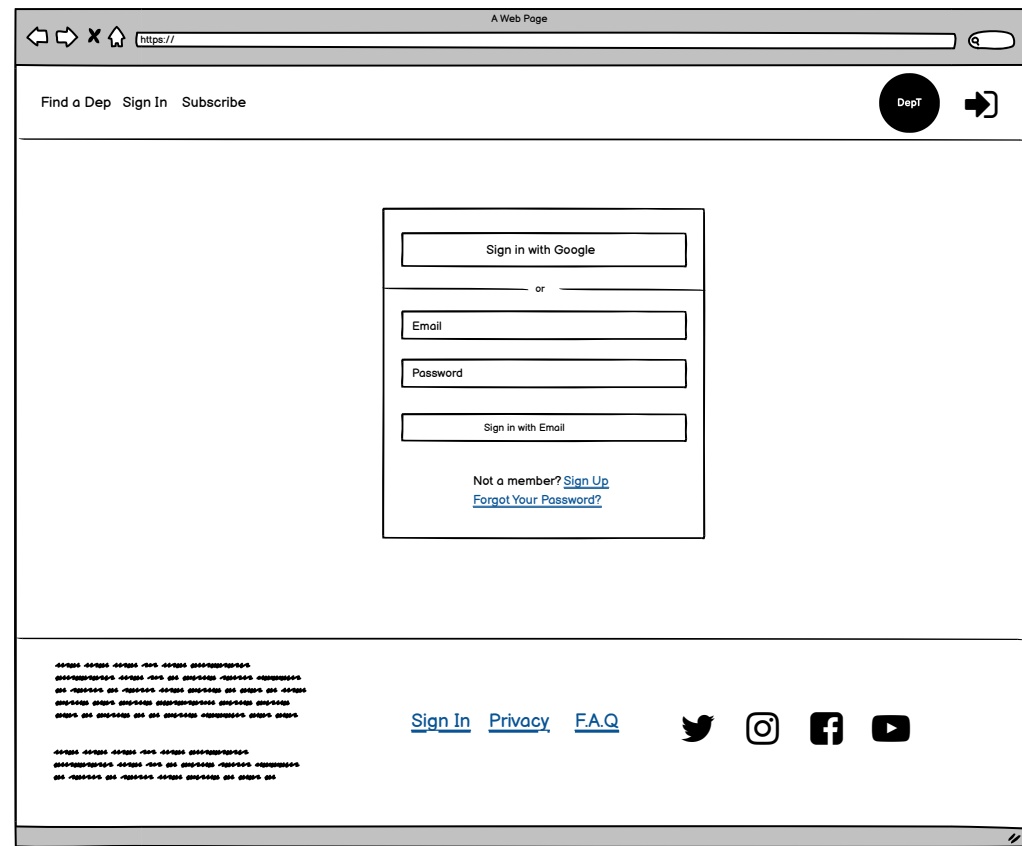 A Web Page
https://
Find a Dep Sign In Subscribe
DepT
Sign in with Google
or
Email
Password
Sign in with Email
Not a member? Sign Up
Forgot Your Password?
Sign In Privacy F.A.Q